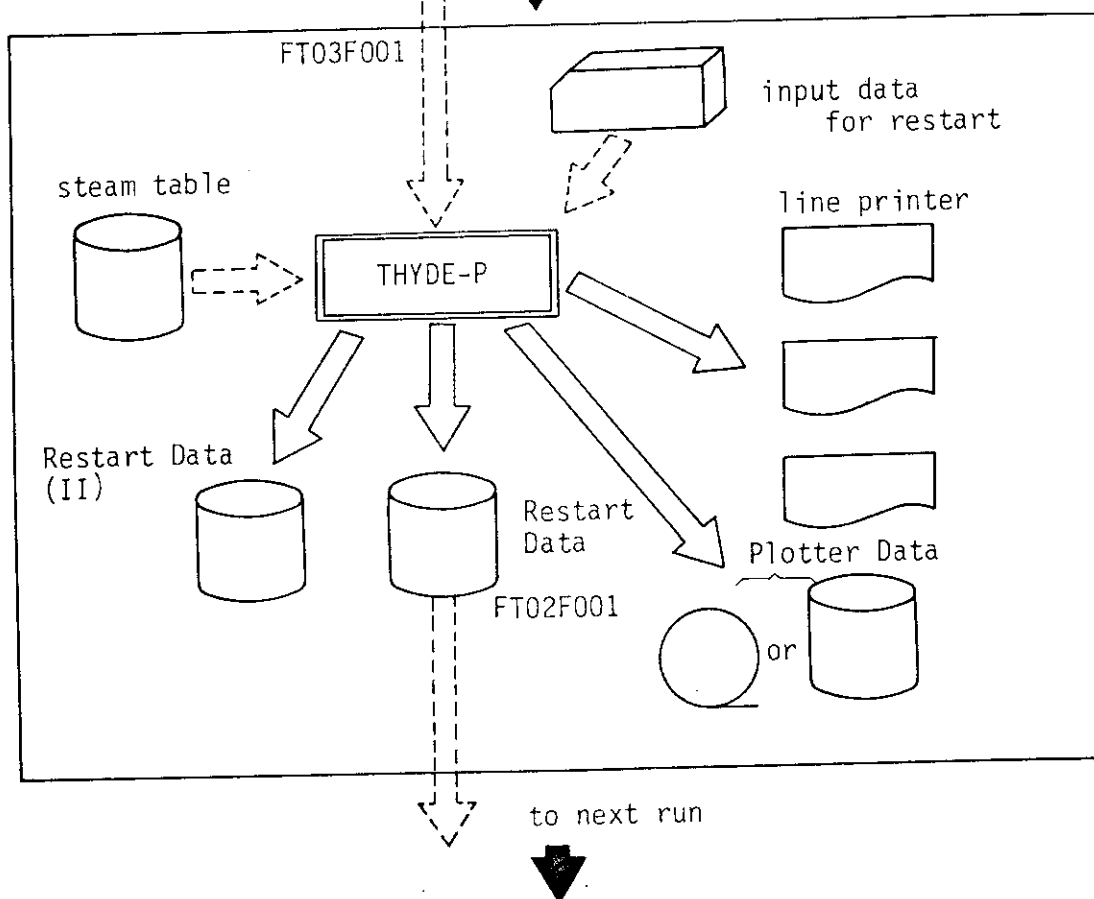 FT03F001
input data
for restart
steam table
line printer
THYDE-P
Restart Data
(II)
Restart
Data
Plotter Data
FT02F001
or
to next run